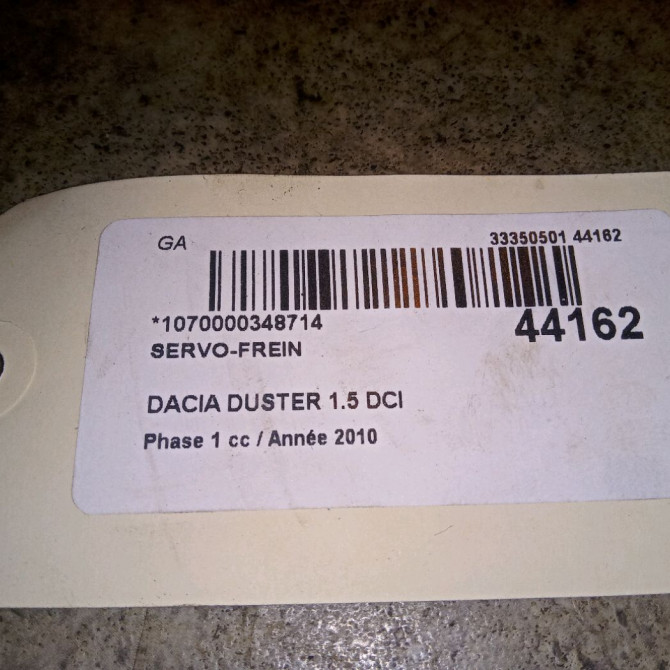 GA
33350501 44162
*1070000348714
44162
SERVO-FREIN
DACIA DUSTER 1.5 DCI
Phase 1 cc / Année 2010